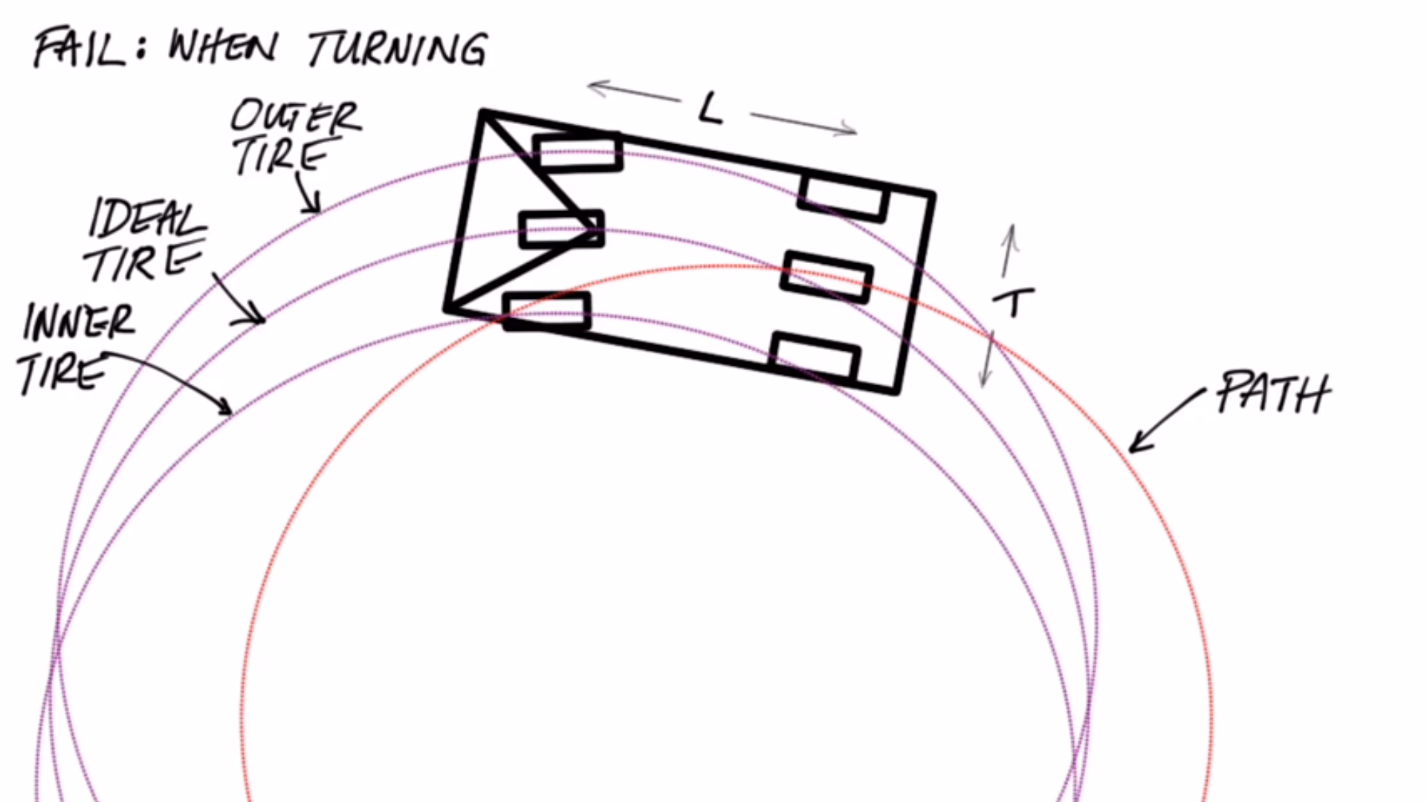 FAIL: WHEN TURNING
OUTER
TIRE
IDEAL
TIRE
INNER
TIRE
L
T
PATH